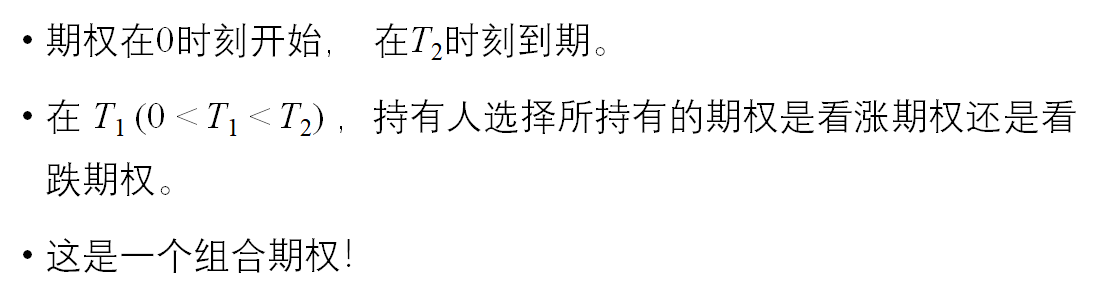 • 期权在0时刻开始， 在T₂时刻到期。
• 在 T₁ (0 < T₁ < T₂) ，持有人选择所持有的期权是看涨期权还是看
跌期权。
• 这是一个组合期权!